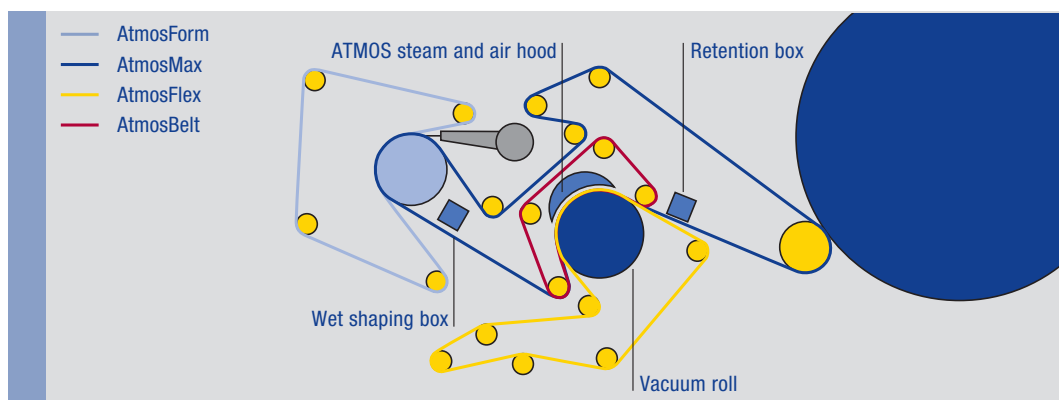 AtmosForm
AtmosMax
AtmosFlex
AtmosBelt
ATMOS steam and air hood
Retention box
Wet shaping box
Vacuum roll